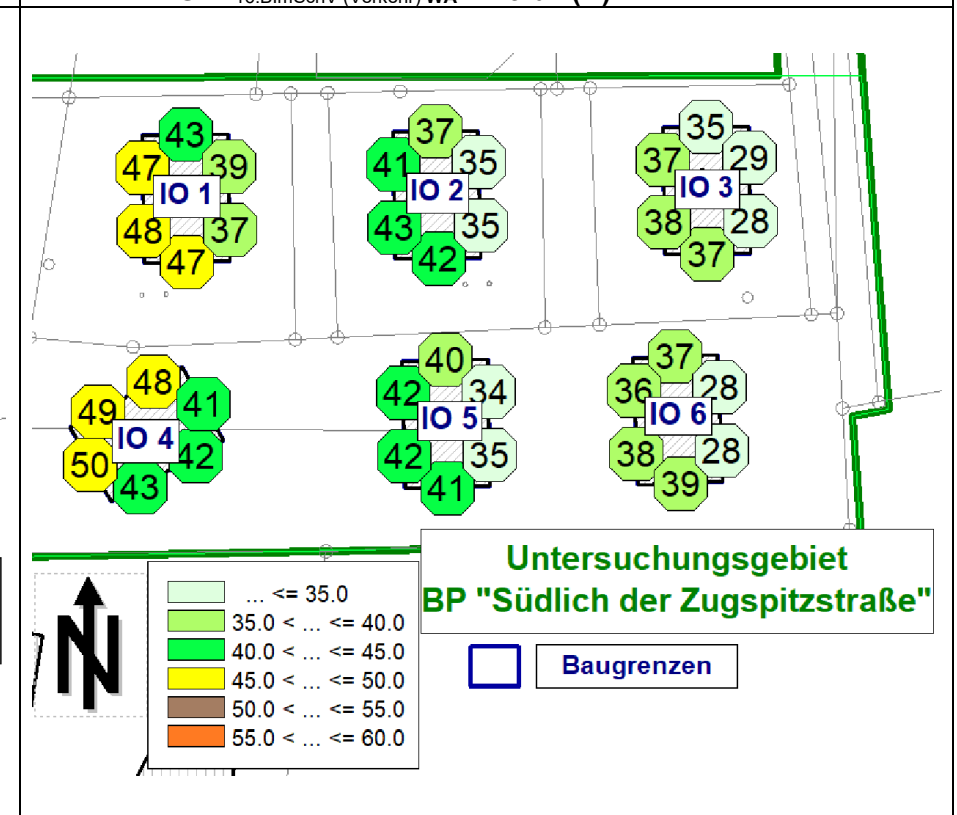 (Verkehr) WA
43
47 39
IO 1
48 37
47
37
41 35
IO 2
43 35
42
35
37 29
IO 3
38 28
37
48
49 41
IO 4
50 42
43
40
42 34
IO 5
42 35
41
37
36 28
IO 6
38 28
39
Untersuchungsgebiet
BP "Südlich der Zugspitzstraße"
N
... <= 35.0
35.0 < ... <= 40.0
40.0 < ... <= 45.0
45.0 < ... <= 50.0
50.0 < ... <= 55.0
55.0 < ... <= 60.0
Baugrenzen